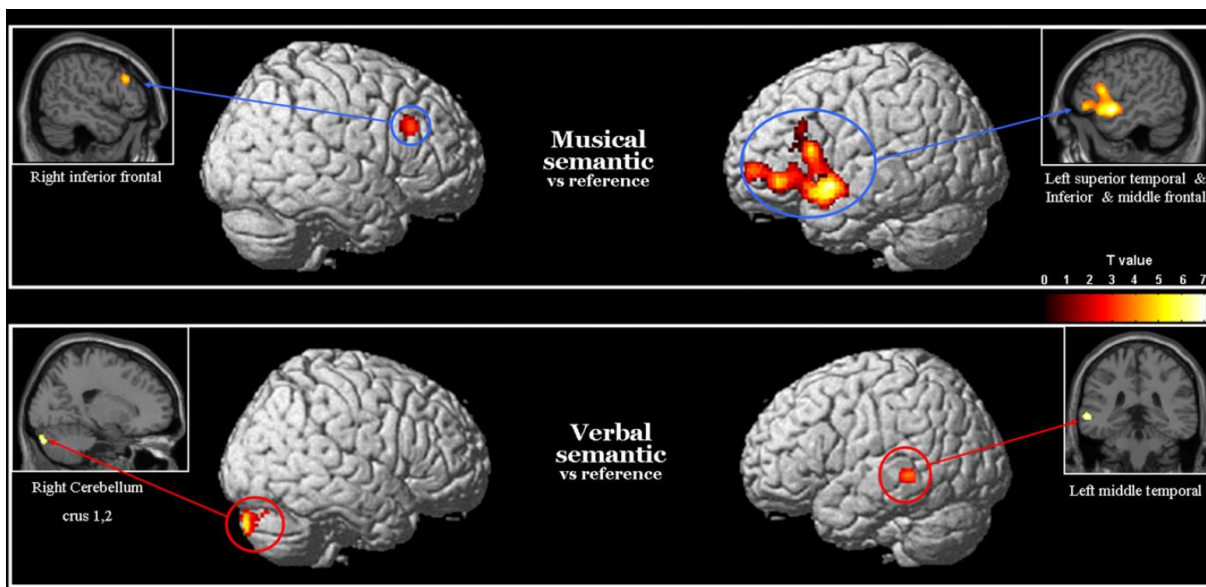 Right inferior frontal
Musical
semantic
vs reference
Left superior temporal &
Inferior & middle frontal
T value
0 1 2 3 4 5 6 7
Right Cerebellum
crus 1,2
Verbal
semantic
vs reference
Left middle temporal